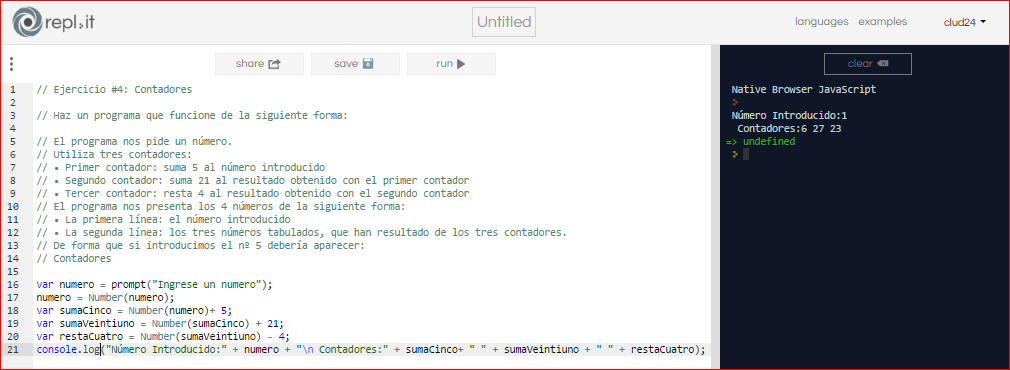 repl.it
Untitled
languages examples clud24
share save run
clear
1 // Ejercicio #4: Contadores
2
3 // Haz un programa que funcione de la siguiente forma:
4
5 // El programa nos pide un número.
6 // Utiliza tres contadores:
7 // • Primer contador: suma 5 al número introducido
8 // • Segundo contador: suma 21 al resultado obtenido con el primer contador
9 // • Tercer contador: resta 4 al resultado obtenido con el segundo contador
10 // El programa nos presenta los 4 números de la siguiente forma:
11 // • La primera línea: el número introducido
12 // • La segunda línea: los tres números tabulados, que han resultado de los tres contadores.
13 // De forma que si introducimos el nº 5 debería aparecer:
14 // Contadores
15
16 var numero = prompt("Ingrese un numero");
17 numero = Number(numero);
18 var sumaCinco = Number(numero)+ 5;
19 var sumaVeintiuno = Number(sumaCinco) + 21;
20 var restaCuatro = Number(sumaVeintiuno) - 4;
21 console.log("Número Introducido:" + numero + "\n Contadores:" + sumaCinco+ " " + sumaVeintiuno + " " + restaCuatro);
Native Browser JavaScript
>
Número Introducido:1
Contadores:6 27 23
=> undefined
>